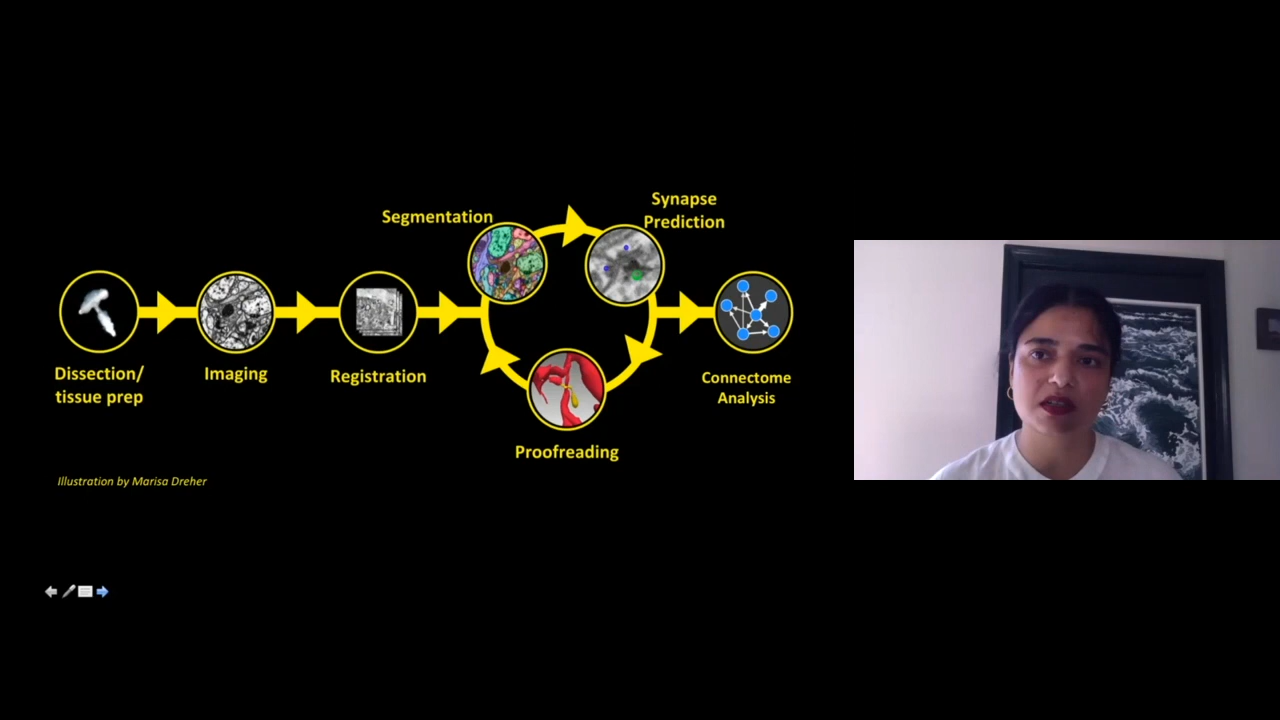 Synapse
Prediction
Segmentation
Dissection/
tissue prep
Imaging
Registration
Connectome
Analysis
Proofreading
Illustration by Marisa Dreher